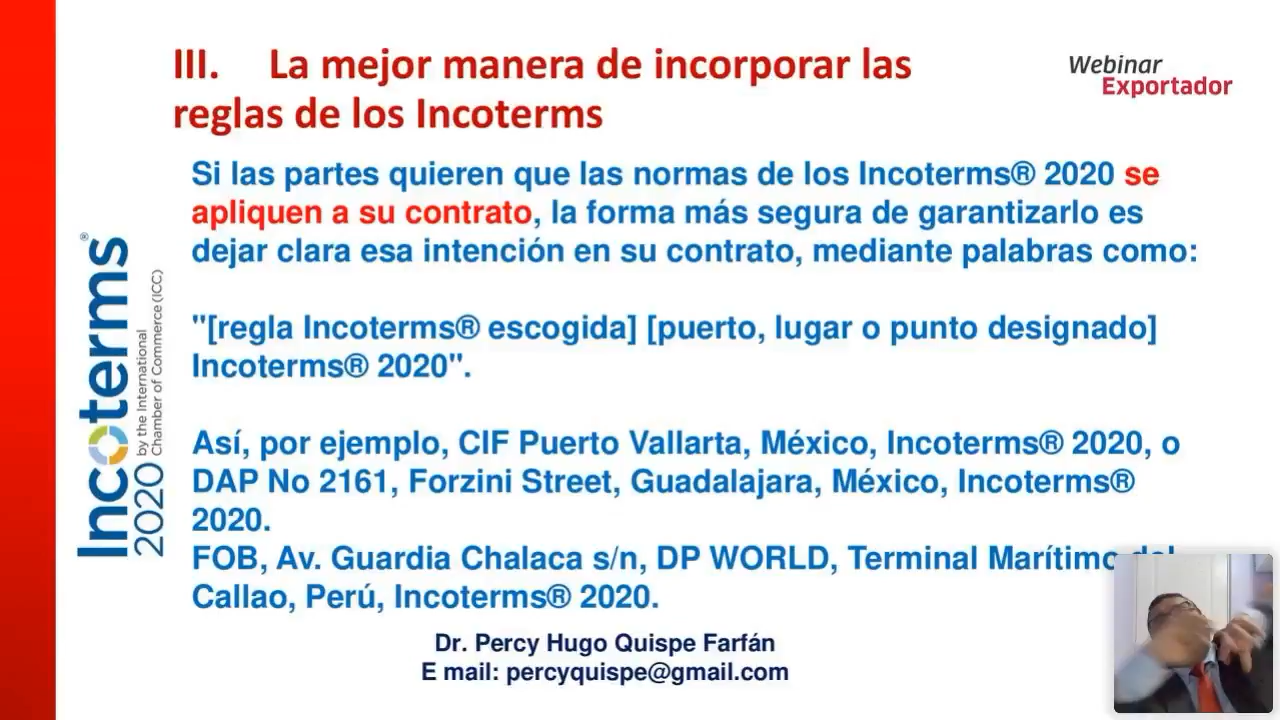 III. La mejor manera de incorporar las
reglas de los Incoterms
Webinar
Exportador
Si las partes quieren que las normas de los Incoterms® 2020 se
apliquen a su contrato, la forma más segura de garantizarlo es
dejar clara esa intención en su contrato, mediante palabras como:
"[regla Incoterms® escogida] [puerto, lugar o punto designado]
Incoterms® 2020".
Así, por ejemplo, CIF Puerto Vallarta, México, Incoterms® 2020, o
DAP No 2161, Forzini Street, Guadalajara, México, Incoterms®
2020.
FOB, Av. Guardia Chalaca s/n, DP WORLD, Terminal Marítimo del
Callao, Perú, Incoterms® 2020.
Incoterms®
2020 by the International
Chamber of Commerce (ICC)
Dr. Percy Hugo Quispe Farfán
E mail: percyquispe@gmail.com